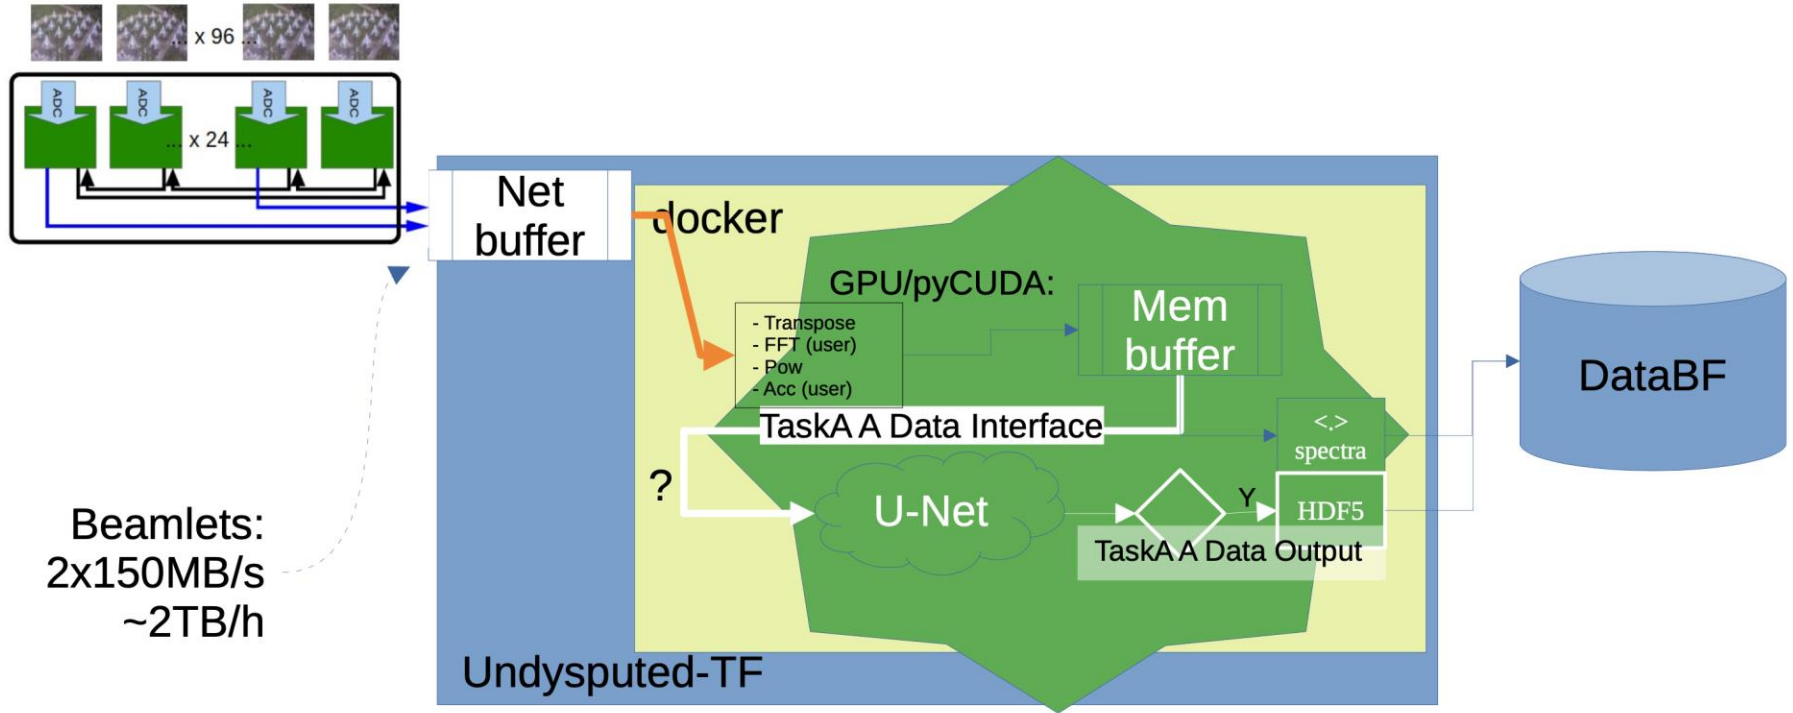 ... x 96 ...
ADC
ADC
ADC
ADC
... x 24 ...
Net
buffer
docker
GPU/pyCUDA:
- Transpose
- FFT (user)
- Pow
- Acc (user)
Mem
buffer
TaskA A Data Interface
?
U-Net
Y
<.>
spectra
HDF5
TaskA A Data Output
DataBF
Beamlets:
2x150MB/s
~2TB/h
Undysputed-TF